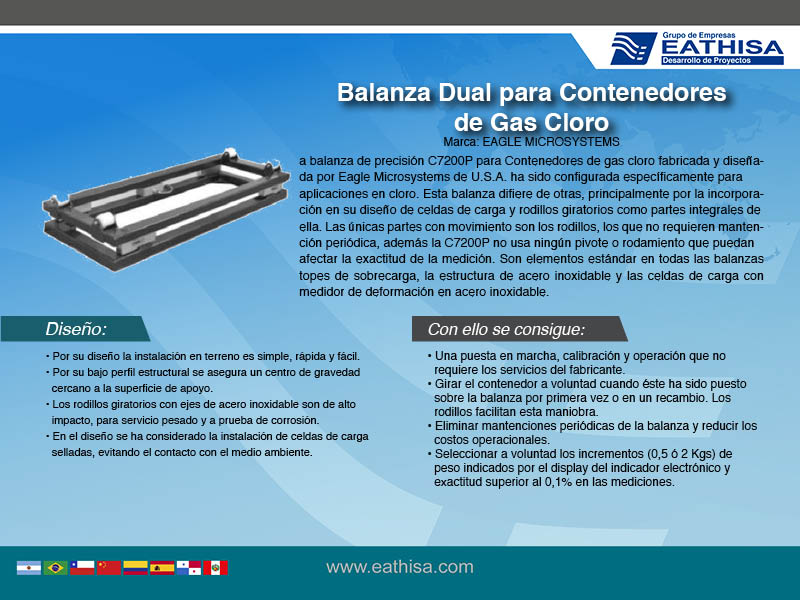 Grupo de Empresas
EATHISA
Desarrollo de Proyectos
Balanza Dual para Contenedores
de Gas Cloro
Marca: EAGLE MICROSYSTEMS
a balanza de precisión C7200P para Contenedores de gas cloro fabricada y diseña-
da por Eagle Microsystems de U.S.A. ha sido configurada específicamente para
aplicaciones en cloro. Esta balanza difiere de otras, principalmente por la incorpora-
ción en su diseño de celdas de carga y rodillos giratorios como partes integrales de
ella. Las únicas partes con movimiento son los rodillos, los que no requieren manten-
ción periódica, además la C7200P no usa ningún pivote o rodamiento que puedan
afectar la exactitud de la medición. Son elementos estándar en todas las balanzas
topes de sobrecarga, la estructura de acero inoxidable y las celdas de carga con
medidor de deformación en acero inoxidable.
Diseño:
• Por su diseño la instalación en terreno es simple, rápida y fácil.
• Por su bajo perfil estructural se asegura un centro de gravedad
cercano a la superficie de apoyo.
• Los rodillos giratorios con ejes de acero inoxidable son de alto
impacto, para servicio pesado y a prueba de corrosión.
• En el diseño se ha considerado la instalación de celdas de carga
selladas, evitando el contacto con el medio ambiente.
Con ello se consigue:
• Una puesta en marcha, calibración y operación que no
requiere los servicios del fabricante.
• Girar el contenedor a voluntad cuando éste ha sido puesto
sobre la balanza por primera vez o en un recambio. Los
rodillos facilitan esta maniobra.
• Eliminar mantenciones periódicas de la balanza y reducir los
costos operacionales.
• Seleccionar a voluntad los incrementos (0,5 ó 2 Kgs) de
peso indicados por el display del indicador electrónico y
exactitud superior al 0,1% en las mediciones.
www.eathisa.com